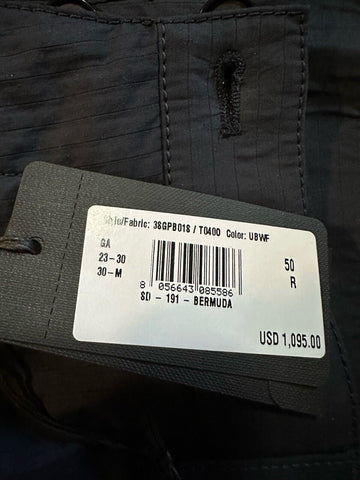 Style/Fabric: 36GPB01S / T0400 Color: UBWF
GA
23-30
30-M
50
R
8 056643 085586
SD - 191 - BERMUDA
USD 1,095.00